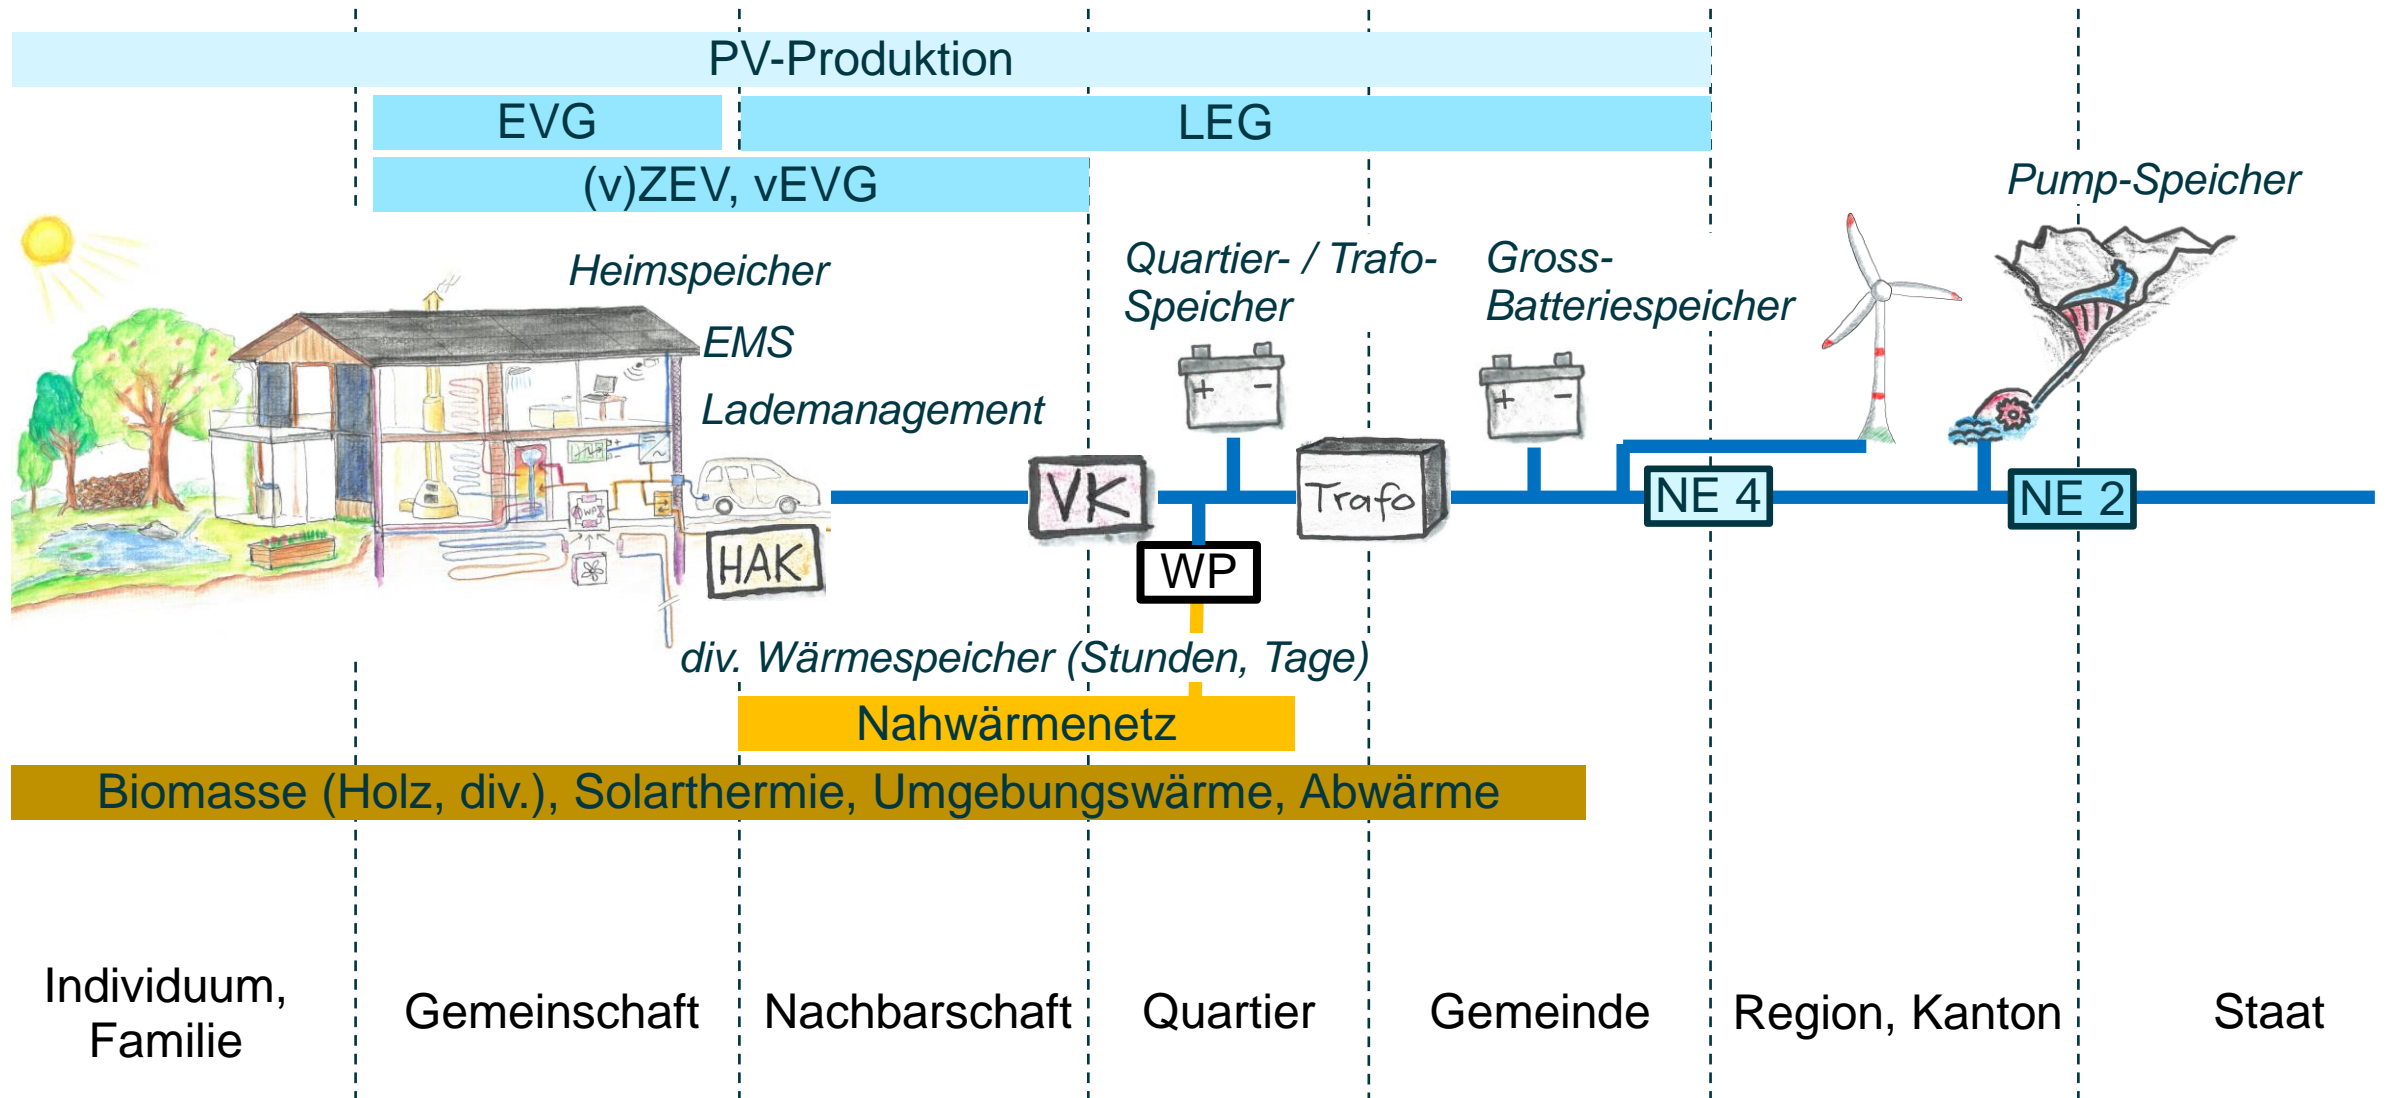 PV-Produktion
EVG
LEG
(v)ZEV, vEVG
Pump-Speicher
Heimspeicher
Quartier- / Trafo-
Speicher
Gross-
Batteriespeicher
EMS
Lademanagement
+ −
+ −
VK
Trafo
NE 4
NE 2
WP
HAK
WP
div. Wärmespeicher (Stunden, Tage)
Nahwärmenetz
Biomasse (Holz, div.), Solarthermie, Umgebungswärme, Abwärme
Individuum,
Familie
Gemeinschaft
Nachbarschaft
Quartier
Gemeinde
Region, Kanton
Staat